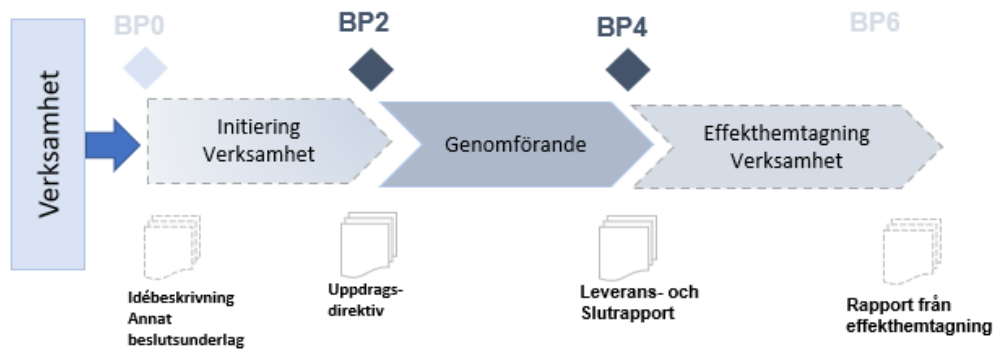 BP0
BP2
BP4
BP6
Verksamhet
Initiering
Verksamhet
Genomförande
Effekthemtagning
Verksamhet
Idébeskrivning
Annat
beslutsunderlag
Uppdrags-
direktiv
Leverans- och
Slutrapport
Rapport från
effekthemtagning